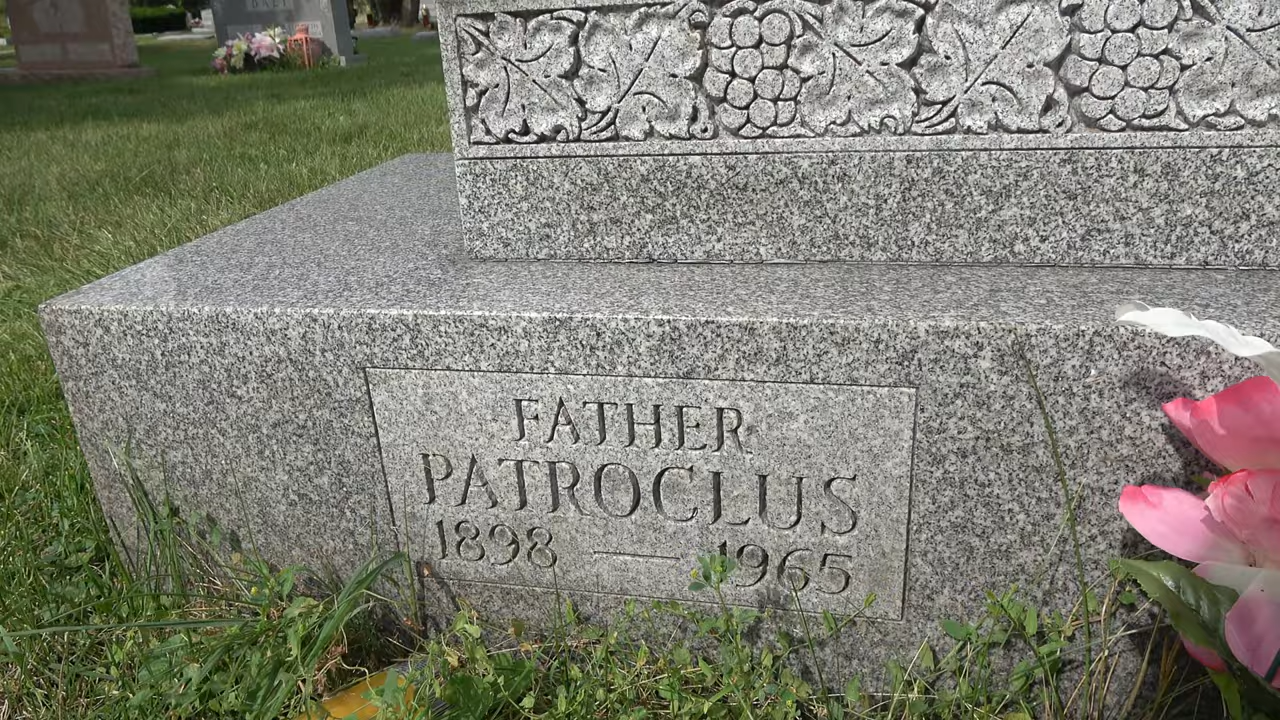 FATHER
PATROCLUS
1898 — 1965